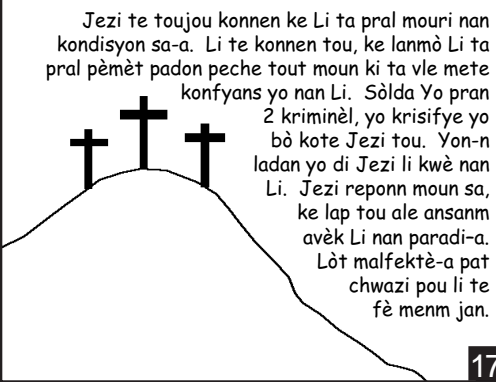 Jezi te toujou konnen ke Li ta pral mouri nan
kondisyon sa-a. Li te konnen tou, ke lanmò Li ta
pral pèmèt padon peche tout moun ki ta vle mete
konfyans yo nan Li. Sòlda Yo pran
2 kriminèl, yo krisifye yo
bò kote Jezi tou. Yon-n
ladan yo di Jezi li kwè nan
Li. Jezi reponn moun sa,
ke lap tou ale ansanm
avèk Li nan paradi-a.
Lòt malfektè-a pat
chwazi pou li te
fè menm jan.
17